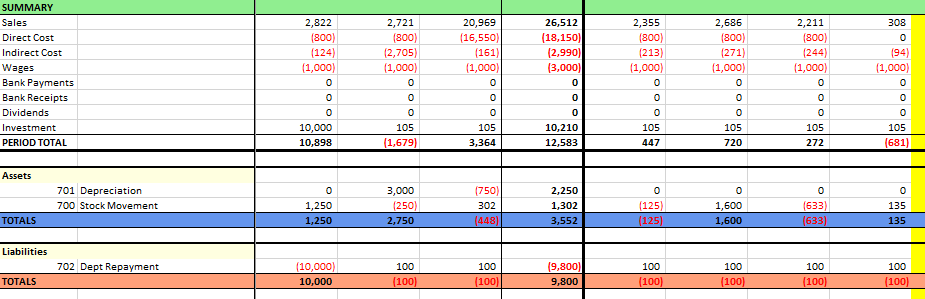 SUMMARY
Sales 2,822 2,721 20,969 26,512 2,355 2,686 2,211 308
Direct Cost (800) (800) (16,550) (18,150) (800) (800) (800) 0
Indirect Cost (124) (2,705) (161) (2,990) (213) (271) (244) (94)
Wages (1,000) (1,000) (1,000) (3,000) (1,000) (1,000) (1,000) (1,000)
Bank Payments 0 0 0 0 0 0 0 0
Bank Receipts 0 0 0 0 0 0 0 0
Dividends 0 0 0 0 0 0 0 0
Investment 10,000 105 105 10,210 105 105 105 105
PERIOD TOTAL 10,898 (1,679) 3,364 12,583 447 720 272 (681)
Assets
701 Depreciation 0 3,000 (750) 2,250 0 0 0 0
700 Stock Movement 1,250 (250) 302 1,302 (125) 1,600 (633) 135
TOTALS 1,250 2,750 (448) 3,552 (125) 1,600 (633) 135
Liabilities
702 Dept Repayment (10,000) 100 100 (9,800) 100 100 100 100
TOTALS 10,000 (100) (100) 9,800 (100) (100) (100) (100)